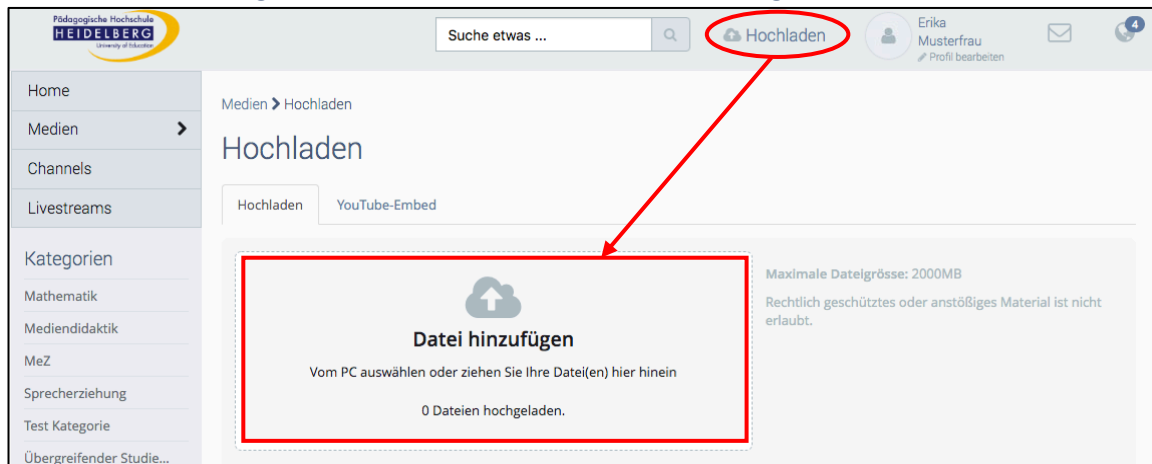 Pädagogische Hochschule
HEIDELBERG
University of Education
Suche etwas ...
Hochladen
Erika
Musterfrau
Profil bearbeiten
4
Home
Medien
Channels
Livestreams
Kategorien
Mathematik
Mediendidaktik
MeZ
Sprecherziehung
Test Kategorie
Übergreifender Studie...
Medien > Hochladen
Hochladen
Hochladen YouTube-Embed
Datei hinzufügen
Vom PC auswählen oder ziehen Sie Ihre Datei(en) hier hinein
0 Dateien hochgeladen.
Maximale Dateigrösse: 2000MB
Rechtlich geschütztes oder anstößiges Material ist nicht
erlaubt.